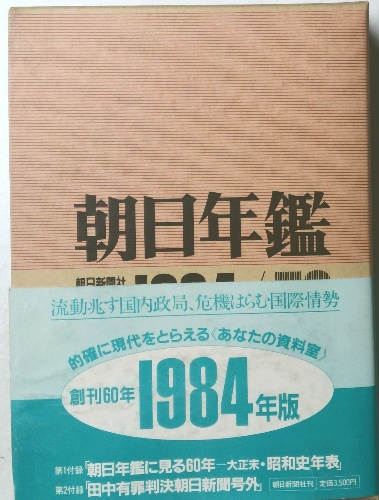 朝日年鑑
朝日新聞社
1984
流動兆す国内政局、危機はらむ国際情勢
的確に現代をとらえる〈あなたの資料室〉
創刊60年
1984年版
第1付録「朝日年鑑に見る60年—大正末・昭和史年表」
第2付録「田中有罪判決朝日新聞号外」
朝日新聞社刊 定価3,500円